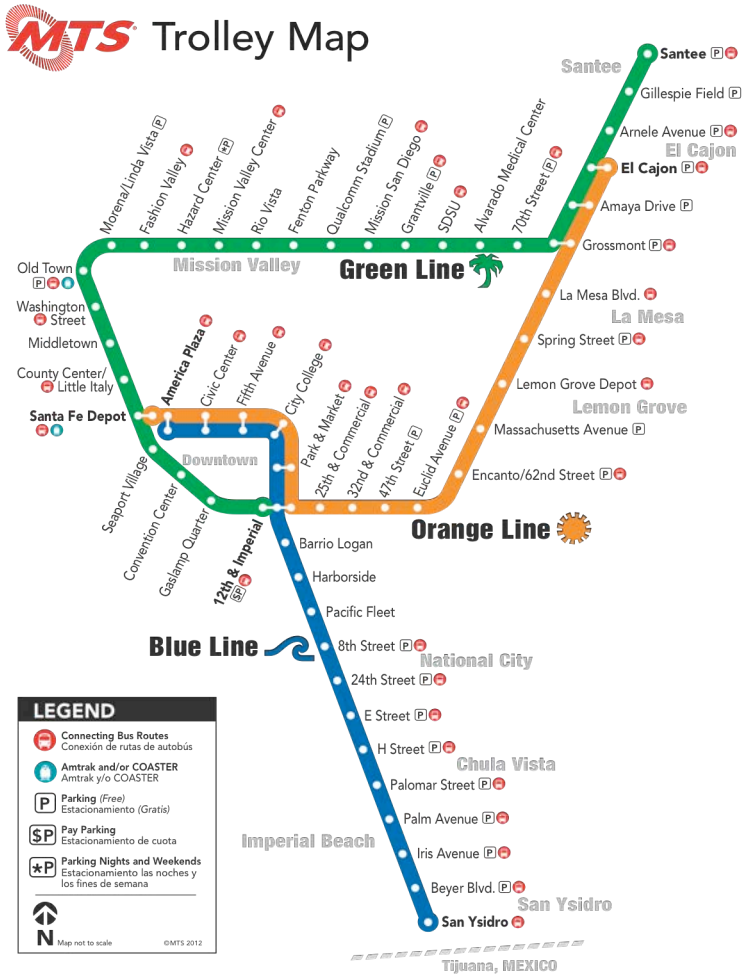 MTS
Trolley Map
Santee
Santee P
Gillespie Field P
Arnele Avenue P
El Cajon
El Cajon P
Amaya Drive P
Grossmont P
Morena/Linda Vista P
Fashion Valley
Hazard Center *P
Mission Valley Center
Rio Vista
Fenton Parkway
Qualcomm Stadium P
Mission San Diego
Grantville P
SDSU
Alvarado Medical Center
70th Street P
Mission Valley
Green Line
Old Town
P
Washington
Street
Middletown
County Center/
Little Italy
Santa Fe Depot
America Plaza
Civic Center
Fifth Avenue
City College
Park & Market
25th & Commercial
32nd & Commercial
47th Street P
Euclid Avenue P
Downtown
La Mesa Blvd.
La Mesa
Spring Street P
Lemon Grove Depot
Lemon Grove
Massachusetts Avenue P
Encanto/62nd Street P
Orange Line
Seaport Village
Convention Center
Gaslamp Quarter
12th & Imperial
$P
Barrio Logan
Harborside
Pacific Fleet
Blue Line
8th Street P
National City
24th Street P
E Street P
H Street P
Chula Vista
Palomar Street P
Palm Avenue P
Imperial Beach
Iris Avenue P
Beyer Blvd. P
San Ysidro
San Ysidro
Tijuana, MEXICO
LEGEND
Connecting Bus Routes
Conexión de rutas de autobús
Amtrak and/or COASTER
Amtrak y/o COASTER
P
Parking (Free)
Estacionamiento (Gratis)
$P
Pay Parking
Estacionamiento de cuota
*P
Parking Nights and Weekends
Estacionamiento las noches y
los fines de semana
N
Map not to scale
©MTS 2012